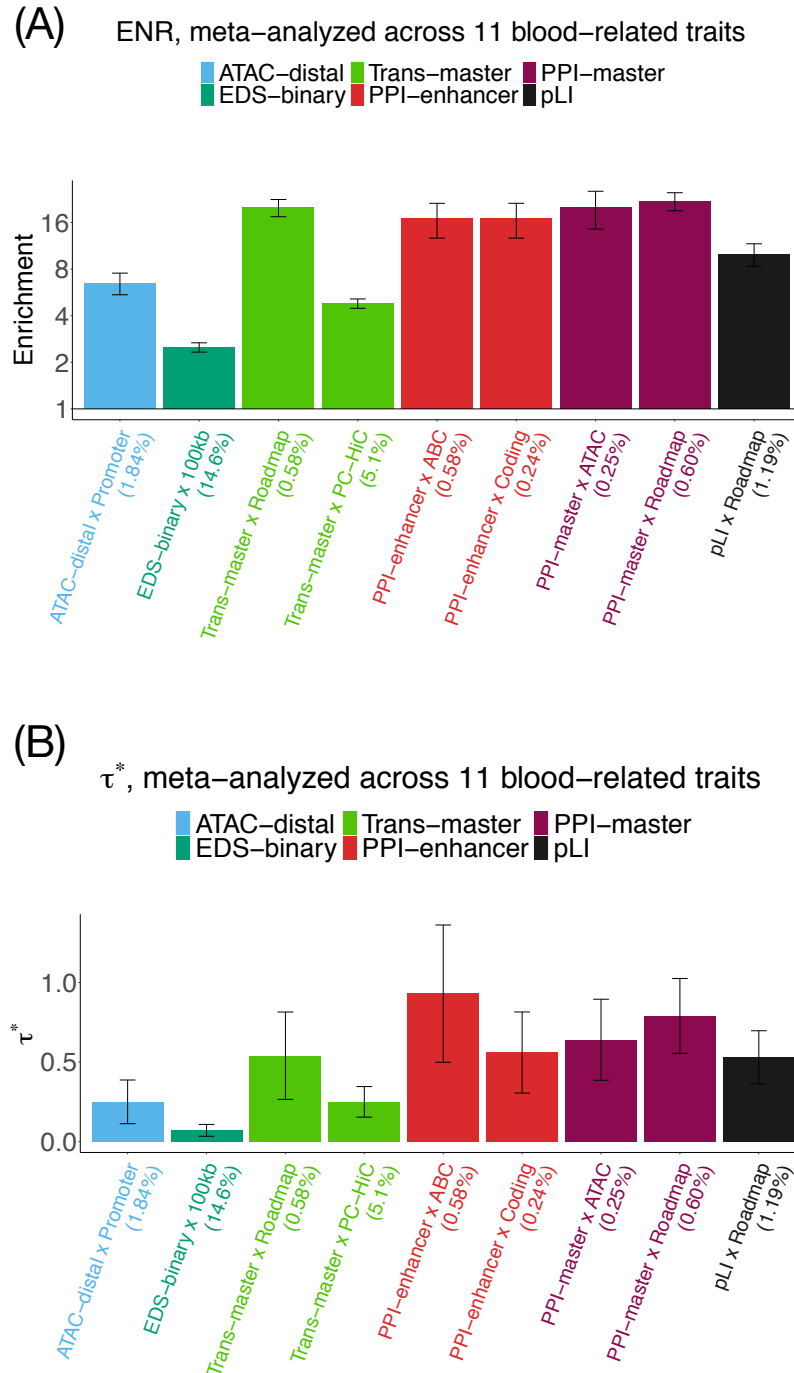 (A)
ENR, meta−analyzed across 11 blood−related traits
ATAC−distal Trans−master PPI−master
EDS−binary PPI−enhancer pLI
Enrichment
16
8
4
2
1
ATAC−distal x Promoter
(1.84%)
EDS−binary x 100kb
(14.6%)
Trans−master x Roadmap
(0.58%)
Trans−master x PC−HiC
(5.1%)
PPI−enhancer x ABC
(0.58%)
PPI−enhancer x Coding
(0.24%)
PPI−master x ATAC
(0.25%)
PPI−master x Roadmap
(0.60%)
pLI x Roadmap
(1.19%)
(B)
τ*, meta−analyzed across 11 blood−related traits
ATAC−distal Trans−master PPI−master
EDS−binary PPI−enhancer pLI
τ*
1.0
0.5
0.0
ATAC−distal x Promoter
(1.84%)
EDS−binary x 100kb
(14.6%)
Trans−master x Roadmap
(0.58%)
Trans−master x PC−HiC
(5.1%)
PPI−enhancer x ABC
(0.58%)
PPI−enhancer x Coding
(0.24%)
PPI−master x ATAC
(0.25%)
PPI−master x Roadmap
(0.60%)
pLI x Roadmap
(1.19%)